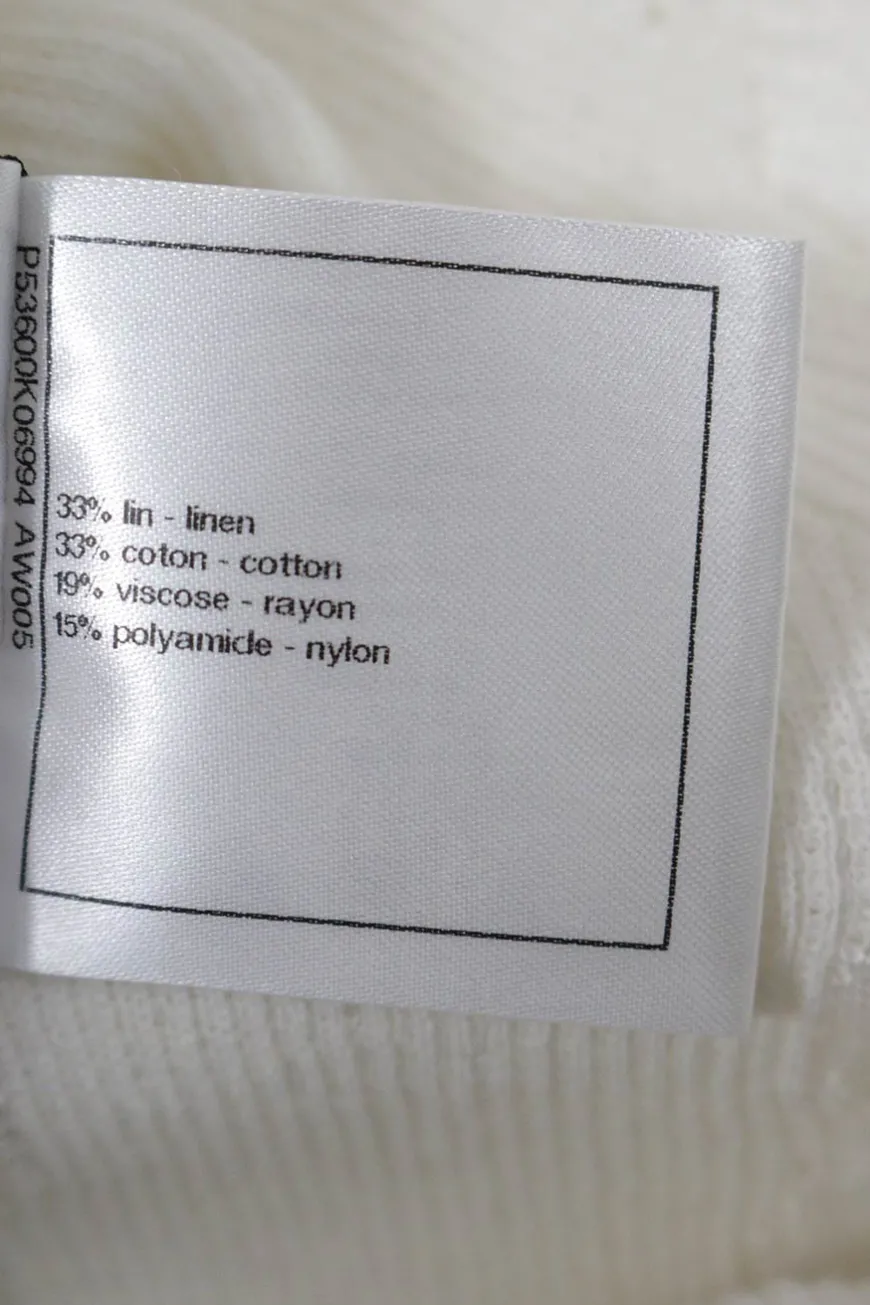 P53600K06994 AW005
33% lin - linen
33% coton - cotton
19% viscose - rayon
15% polyamide - nylon